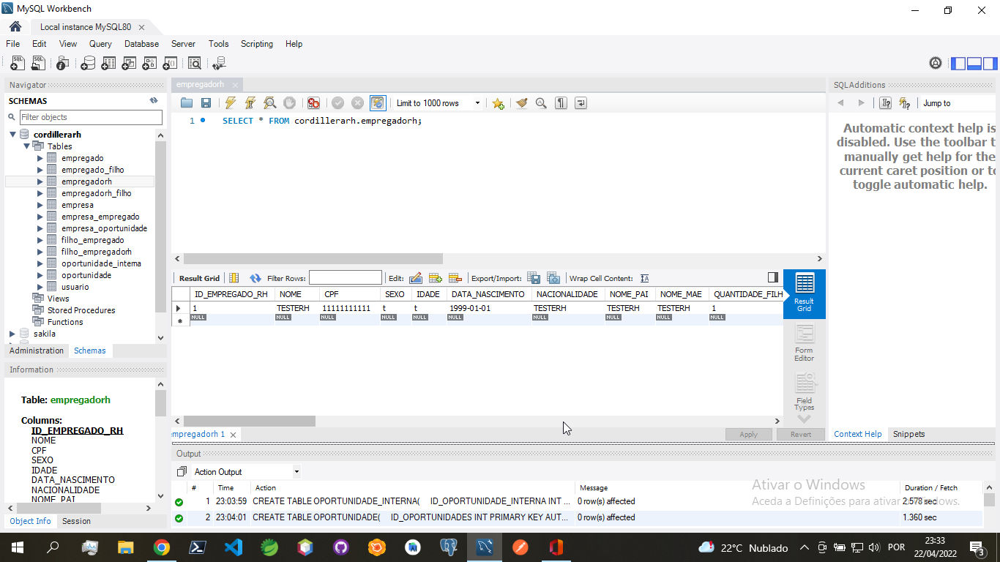 MySQL Workbench
Local instance MySQL80
File Edit View Query Database Server Tools Scripting Help
Navigator
SCHEMAS
Filter objects
cordillerarh
Tables
empregado
empregado_filho
empregadorh
empregadorh_filho
empresa
empresa_empregado
empresa_oportunidade
filho_empregado
filho_empregadorh
oportunidade_interna
oportunidade
usuario
Views
Stored Procedures
Functions
sakila
Administration Schemas
Information
Table: empregadorh
Columns:
ID_EMPREGADO_RH
NOME
CPF
SEXO
IDADE
DATA_NASCIMENTO
NACIONALIDADE
NOME_PAI
Object Info Session
empregadorh
Limit to 1000 rows
1 SELECT * FROM cordillerarh.empregadorh;
Result Grid Filter Rows: Edit: Export/Import: Wrap Cell Content:
ID_EMPREGADO_RH NOME CPF SEXO IDADE DATA_NASCIMENTO NACIONALIDADE NOME_PAI NOME_MAE QUANTIDADE_FILH
1 TESTERH 11111111111 t t 1999-01-01 TESTERH TESTERH TESTERH 1
NULL NULL NULL NULL NULL NULL NULL NULL NULL NULL
Result
Grid
Form
Editor
Field
Types
mpregadorh 1
Apply Revert
SQLAdditions
Jump to
Automatic context help is
disabled. Use the toolbar t
manually get help for the
current caret position or to
toggle automatic help.
Context Help Snippets
Output
Action Output
# Time Action Message Duration / Fetch
1 23:03:59 CREATE TABLE OPORTUNIDADE_INTERNA( ID_OPORTUNIDADE_INTERNA INT ... 0 row(s) affected 2.578 sec
2 23:04:01 CREATE TABLE OPORTUNIDADE( ID_OPORTUNIDADES INT PRIMARY KEY AUT... 0 row(s) affected 1.360 sec
Ativar o Windows
Aceda a Definições para ativar o Windows.
22°C Nublado
POR
23:33
22/04/2022
3